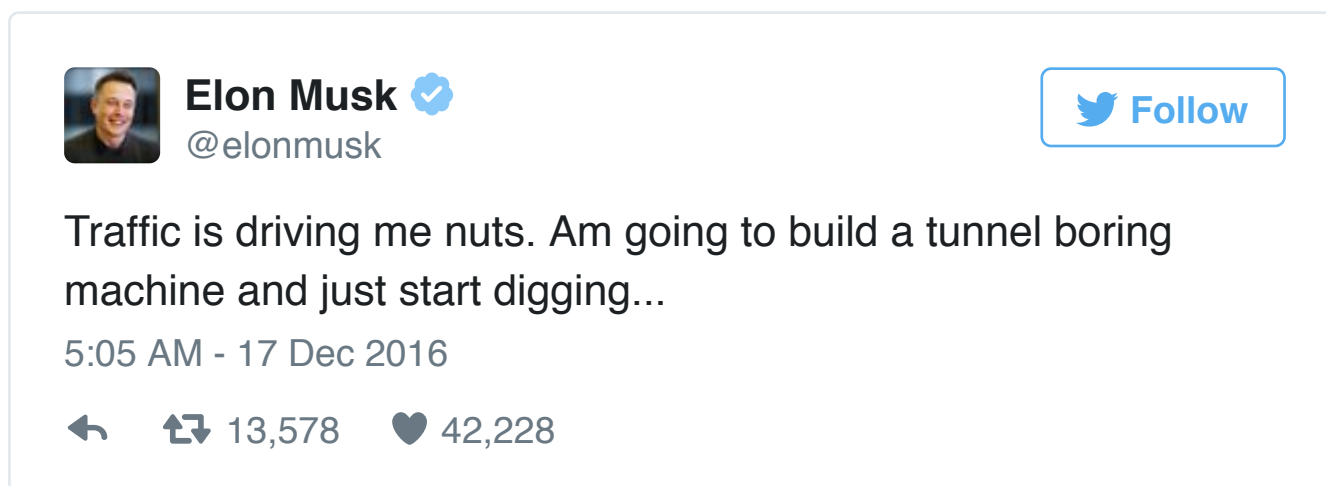 Elon Musk
@elonmusk
Follow
Traffic is driving me nuts. Am going to build a tunnel boring
machine and just start digging...
5:05 AM - 17 Dec 2016
13,578 42,228